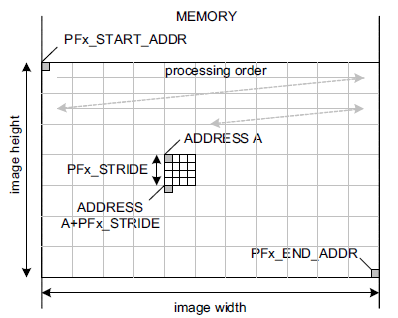 MEMORY
PFx_START_ADDR
processing order
ADDRESS A
PFx_STRIDE
ADDRESS
A+PFx_STRIDE
PFx_END_ADDR
image height
image width